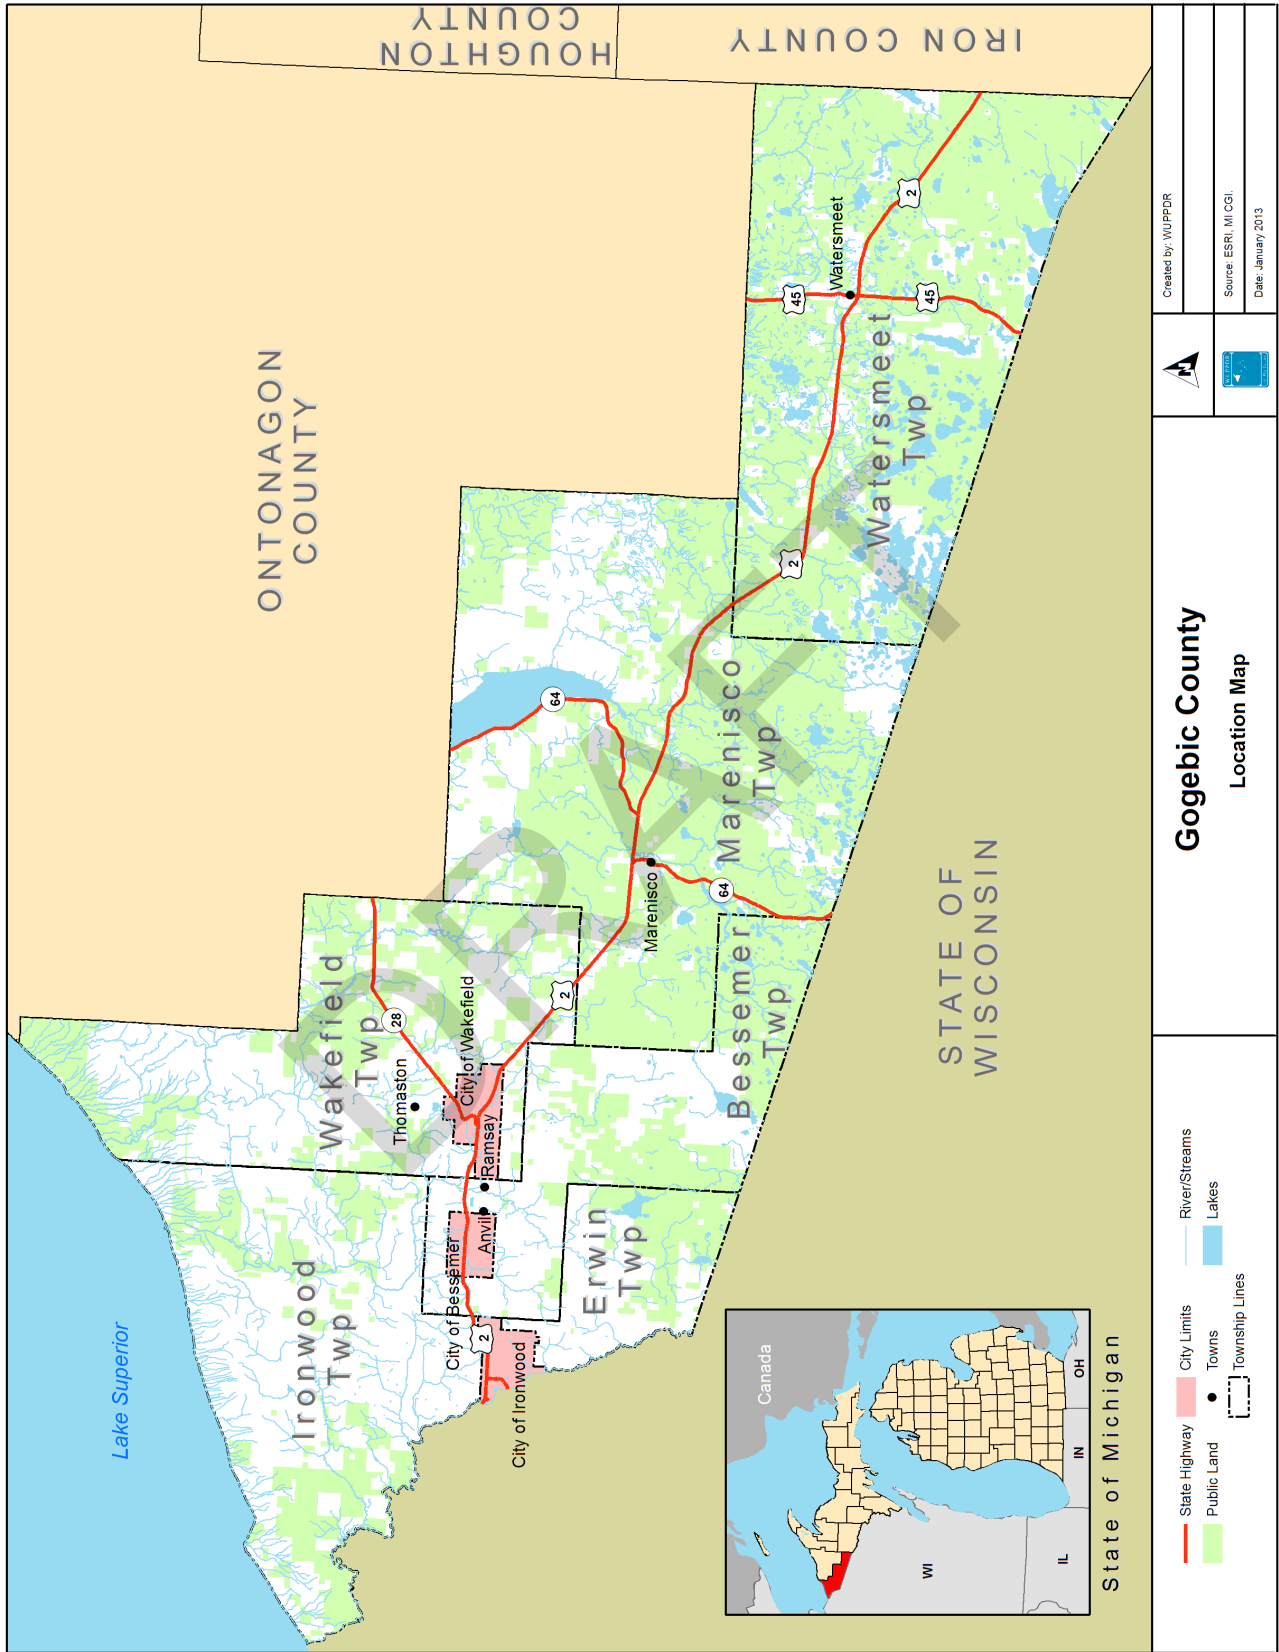 Lake Superior
ONTONAGON
COUNTY
HOUGHTON
COUNTY
IRON COUNTY
Ironwood
Twp
Wakefield
Twp
Thomaston
28
City of Wakefield
Ramsay
Anvil
City of Bessemer
2
City of Ironwood
Erwin
Twp
Bessemer
Twp
2
Marenisco
64
64
Marenisco
Twp
2
Watersmeet
Twp
45
Watersmeet
45
2
STATE OF
WISCONSIN
DRAFT
Canada
WI
IL
IN
OH
State of Michigan
State Highway
Public Land
City Limits
Towns
Township Lines
River/Streams
Lakes
Gogebic County
Location Map
N
WUPPDR
Created by: WUPPDR
Source: ESRI, MI CGI.
Date: January 2013